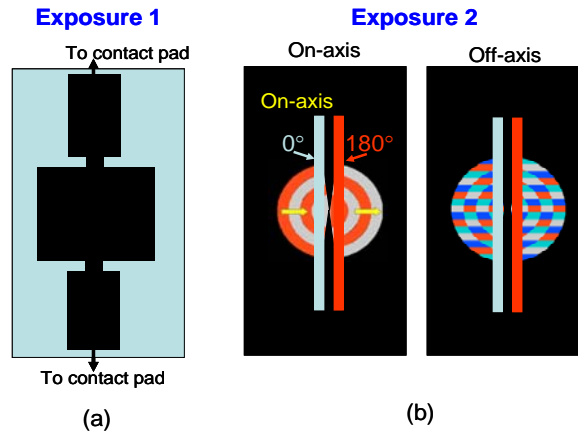 Exposure 1
Exposure 2
To contact pad
On-axis
Off-axis
On-axis
0°
180°
To contact pad
(a)
(b)